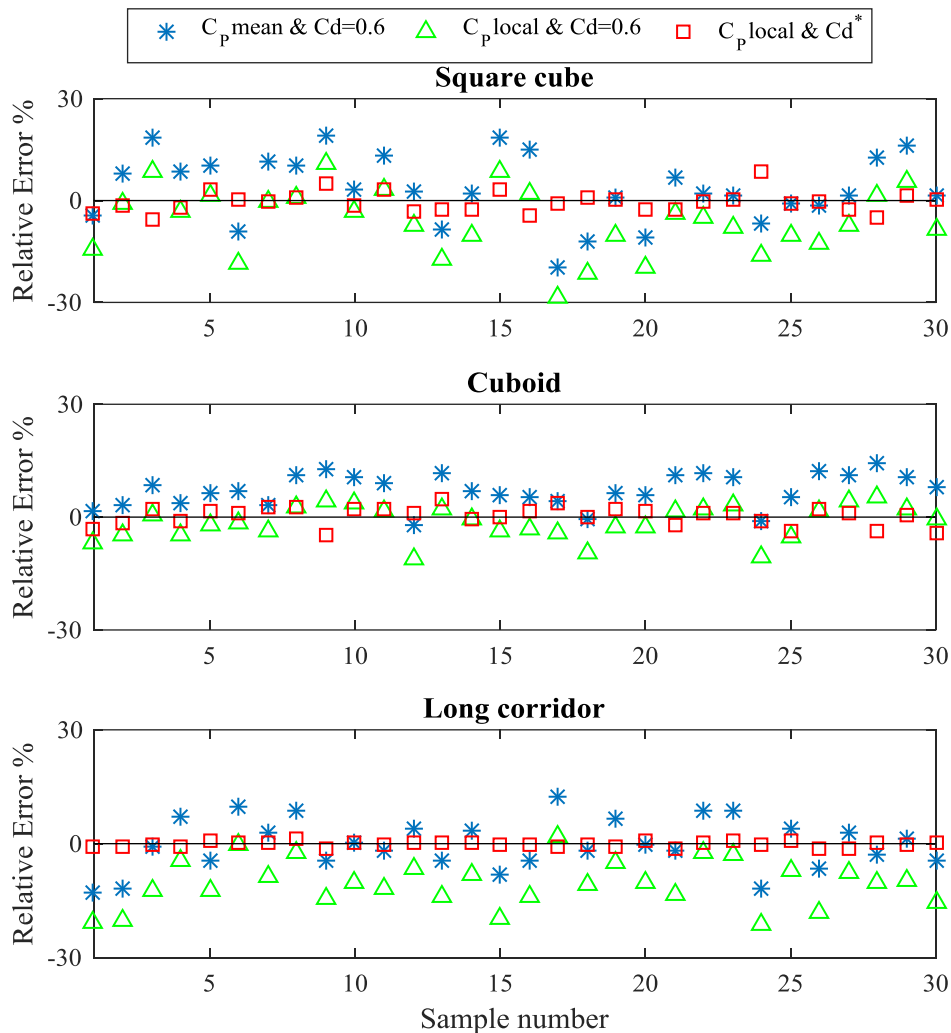 C_P mean & Cd=0.6 C_P local & Cd=0.6 C_P local & Cd^*
Square cube
Relative Error %
30
0
-30
5 10 15 20 25 30
Cuboid
Relative Error %
30
0
-30
5 10 15 20 25 30
Long corridor
Relative Error %
30
0
-30
5 10 15 20 25 30
Sample number